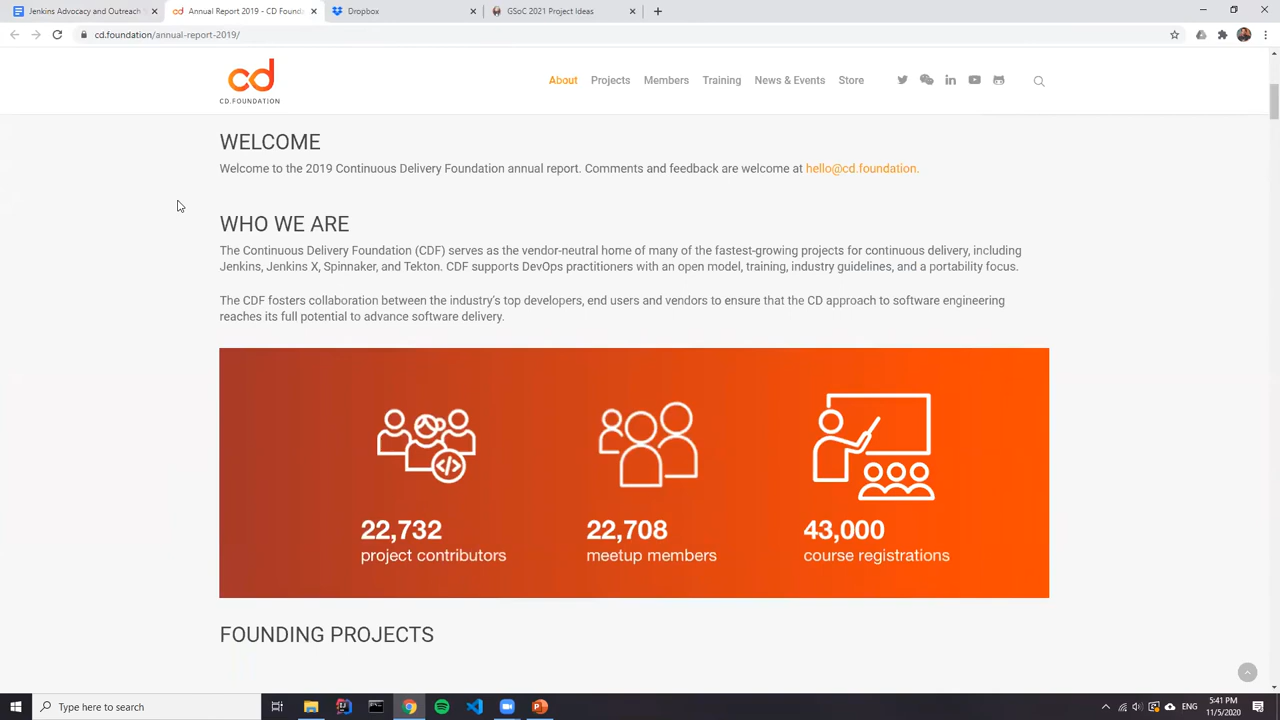 Jenkins Advocacy and Outreach S
Annual Report 2019 - CD Founda
Dropbox
GSoC 2021 Project Ideas
cd.foundation/annual-report-2019/
cd
CD.FOUNDATION
About
Projects
Members
Training
News & Events
Store
WELCOME
Welcome to the 2019 Continuous Delivery Foundation annual report. Comments and feedback are welcome at hello@cd.foundation.
WHO WE ARE
The Continuous Delivery Foundation (CDF) serves as the vendor-neutral home of many of the fastest-growing projects for continuous delivery, including
Jenkins, Jenkins X, Spinnaker, and Tekton. CDF supports DevOps practitioners with an open model, training, industry guidelines, and a portability focus.
The CDF fosters collaboration between the industry's top developers, end users and vendors to ensure that the CD approach to software engineering
reaches its full potential to advance software delivery.
22,732
project contributors
22,708
meetup members
43,000
course registrations
FOUNDING PROJECTS
Type here to search
ENG
5:41 PM
11/5/2020